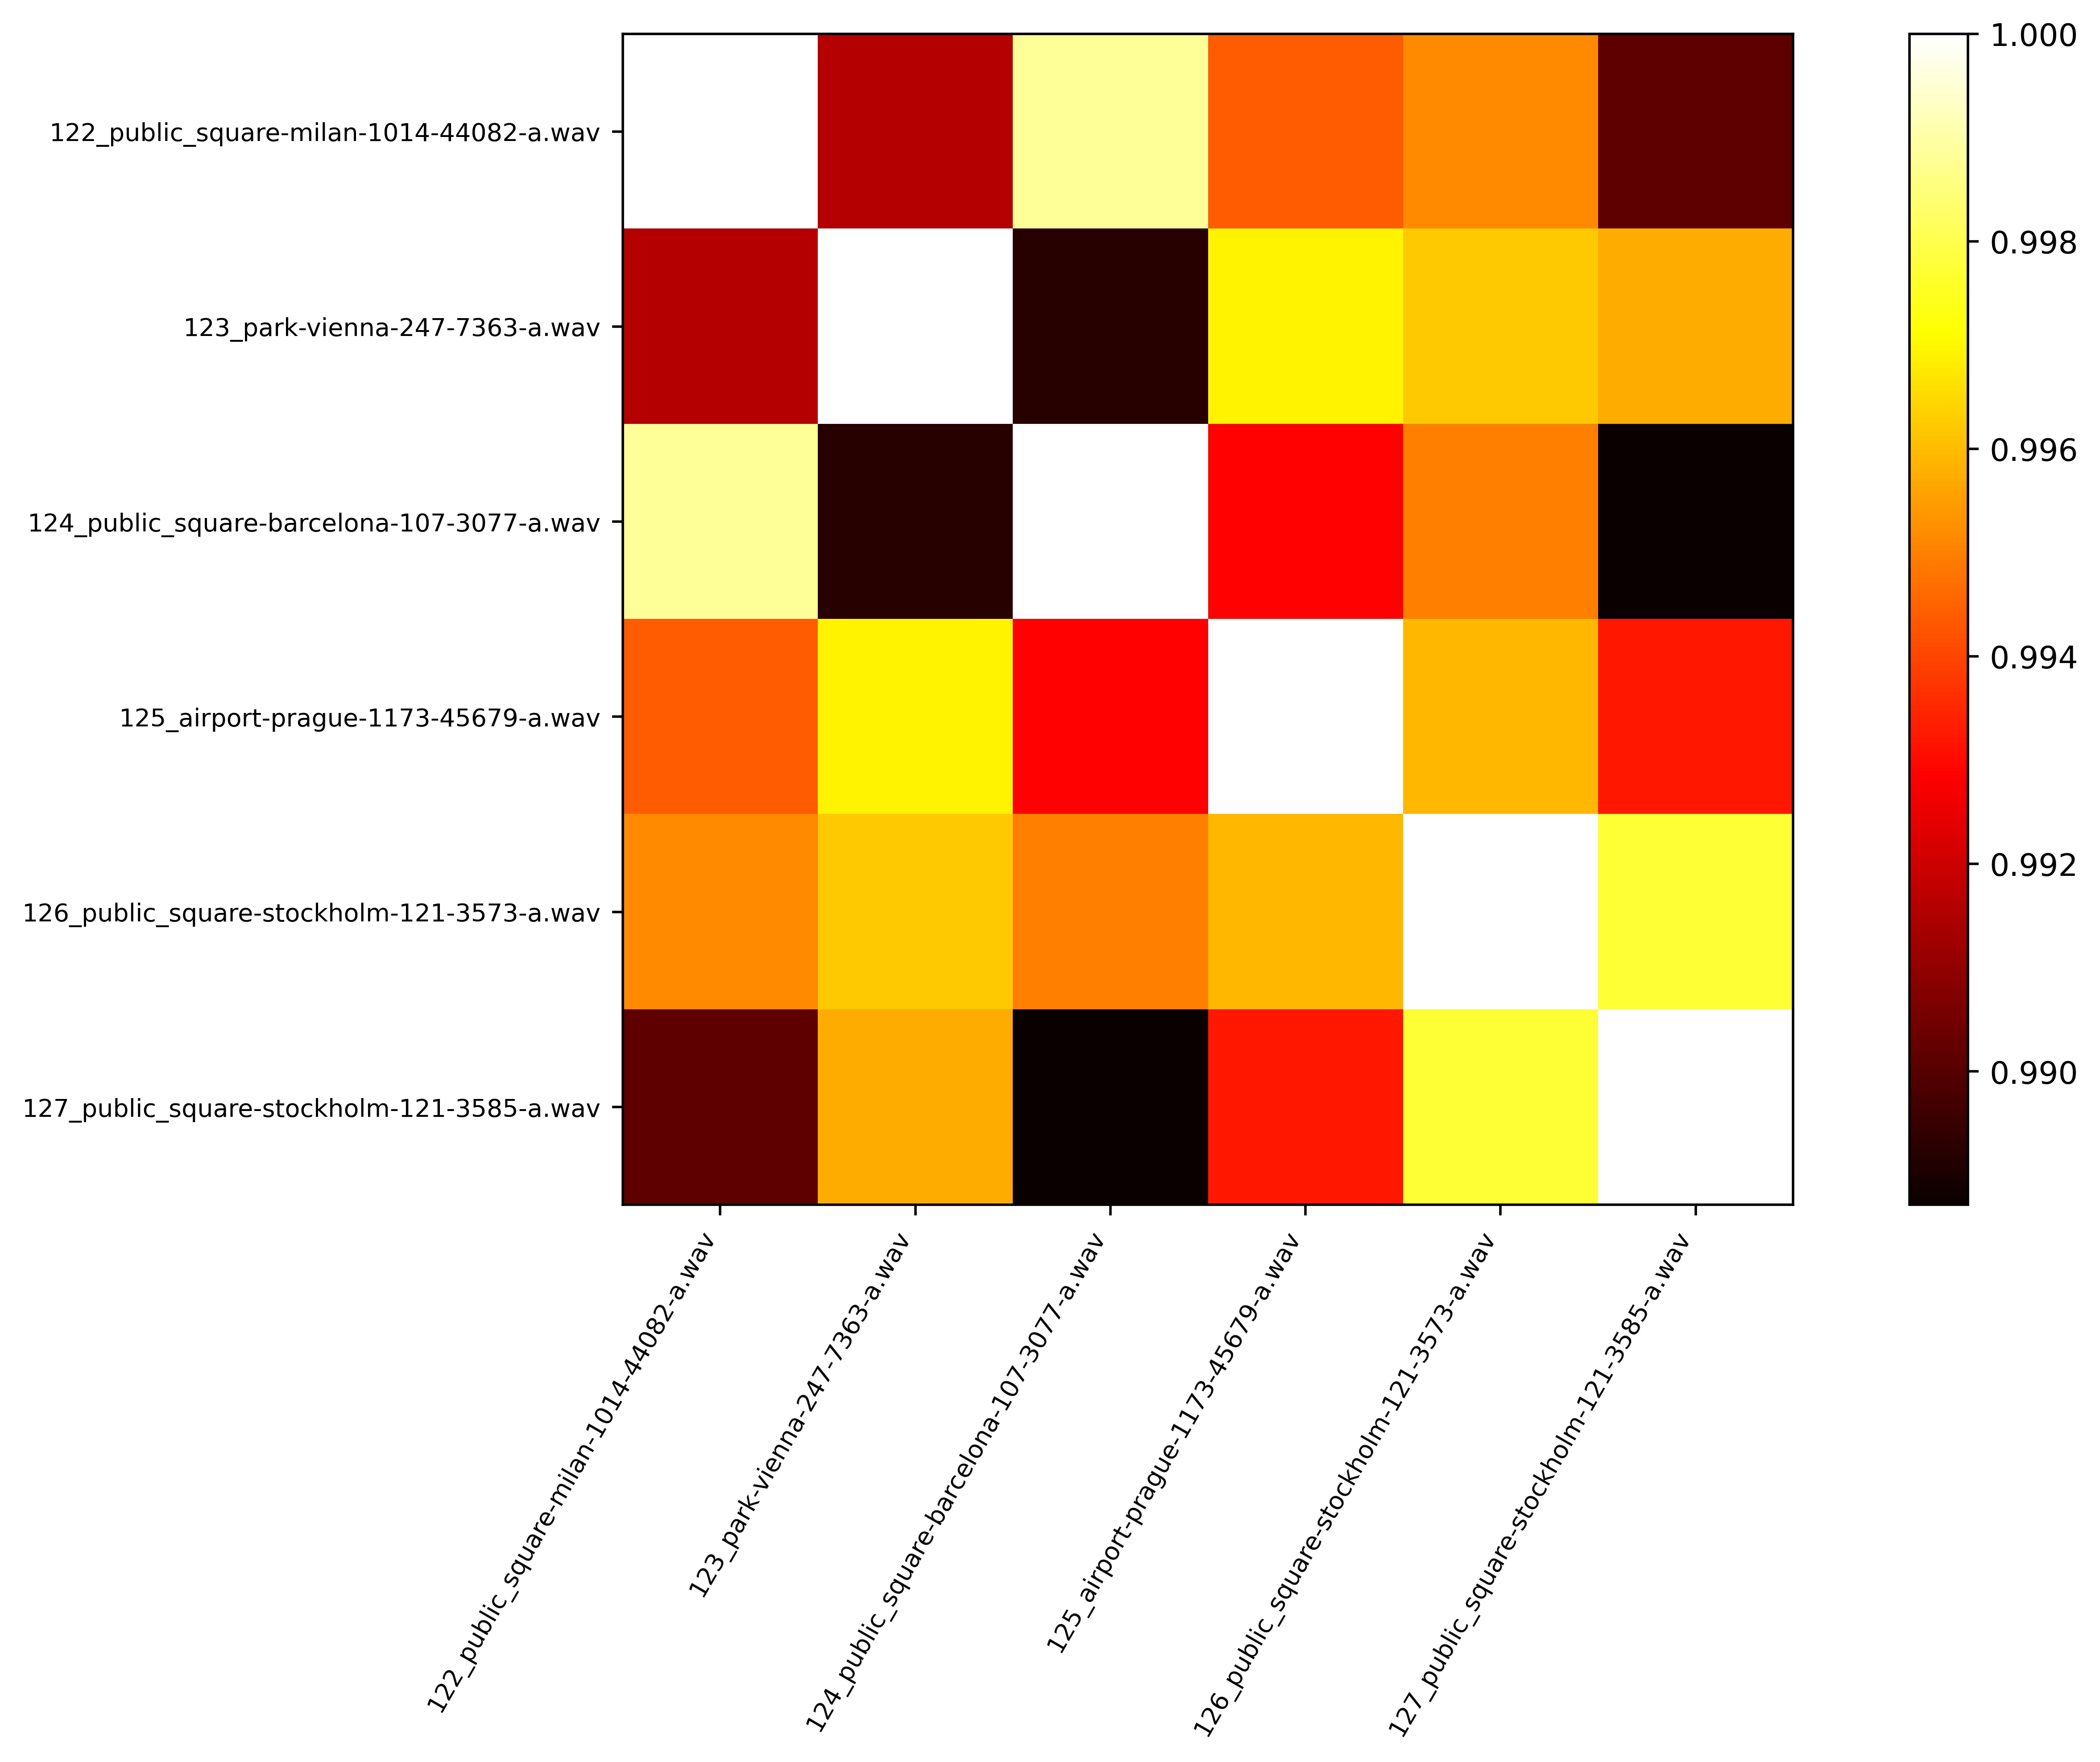 122_public_square-milan-1014-44082-a.wav
123_park-vienna-247-7363-a.wav
124_public_square-barcelona-107-3077-a.wav
125_airport-prague-1173-45679-a.wav
126_public_square-stockholm-121-3573-a.wav
127_public_square-stockholm-121-3585-a.wav
122_public_square-milan-1014-44082-a.wav
123_park-vienna-247-7363-a.wav
124_public_square-barcelona-107-3077-a.wav
125_airport-prague-1173-45679-a.wav
126_public_square-stockholm-121-3573-a.wav
127_public_square-stockholm-121-3585-a.wav
1.000
0.998
0.996
0.994
0.992
0.990